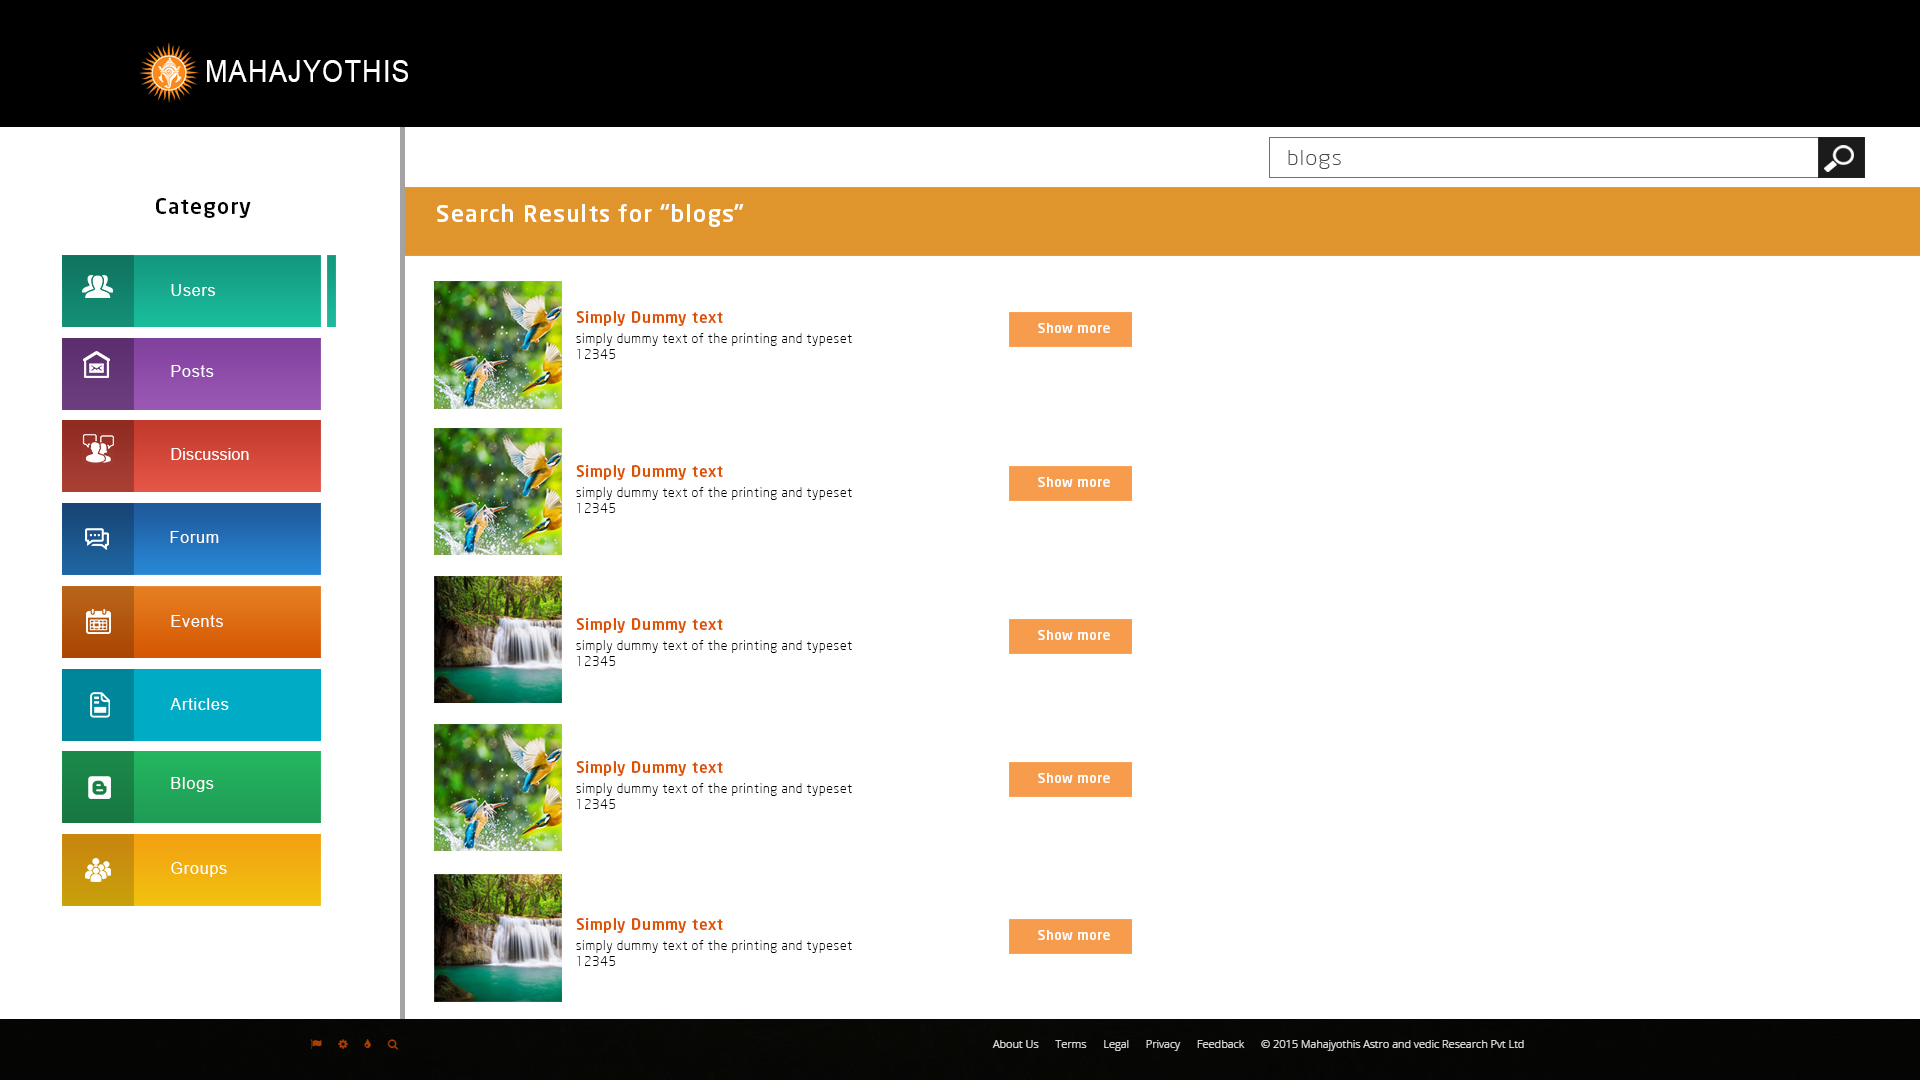 MAHAJYOTHIS
blogs
Category
Search Results for “blogs”
Users
Posts
Discussion
Forum
Events
Articles
Blogs
Groups
Simply Dummy text
simply dummy text of the printing and typeset
12345
Show more
Simply Dummy text
simply dummy text of the printing and typeset
12345
Show more
Simply Dummy text
simply dummy text of the printing and typeset
12345
Show more
Simply Dummy text
simply dummy text of the printing and typeset
12345
Show more
Simply Dummy text
simply dummy text of the printing and typeset
12345
Show more
About Us Terms Legal Privacy Feedback © 2015 Mahajyothis Astro and vedic Research Pvt Ltd